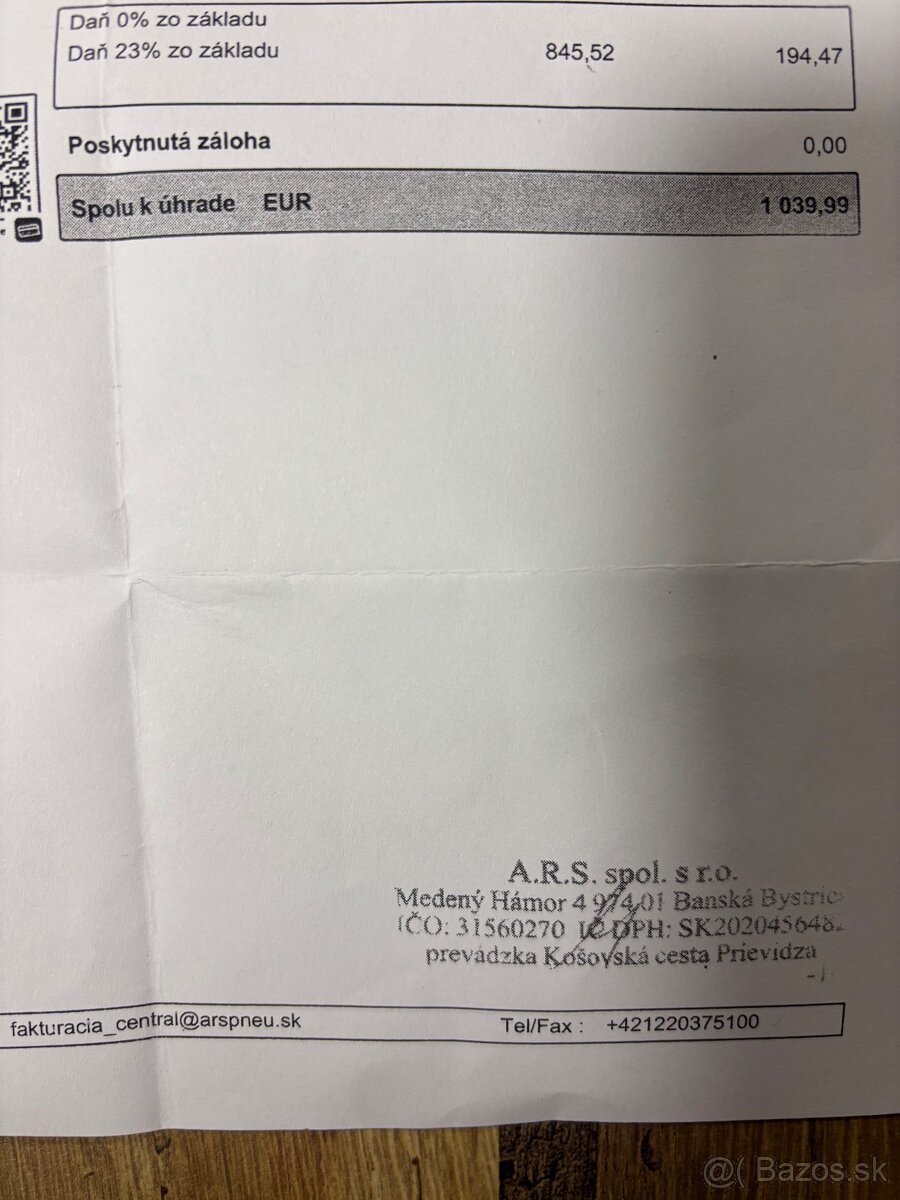 Daň 0% zo základu
Daň 23% zo základu 845,52 194,47
Poskytnutá záloha 0,00
Spolu k úhrade EUR 1 039,99
A.R.S. spol. s r.o.
Medený Hámor 4 974 01 Banská Bystric
IČO: 31560270 IČ DPH: SK202045648
prevádzka Košovská cesta Prievidza
fakturacia_central@arspneu.sk Tel/Fax : +421220375100
@( Bazos.sk